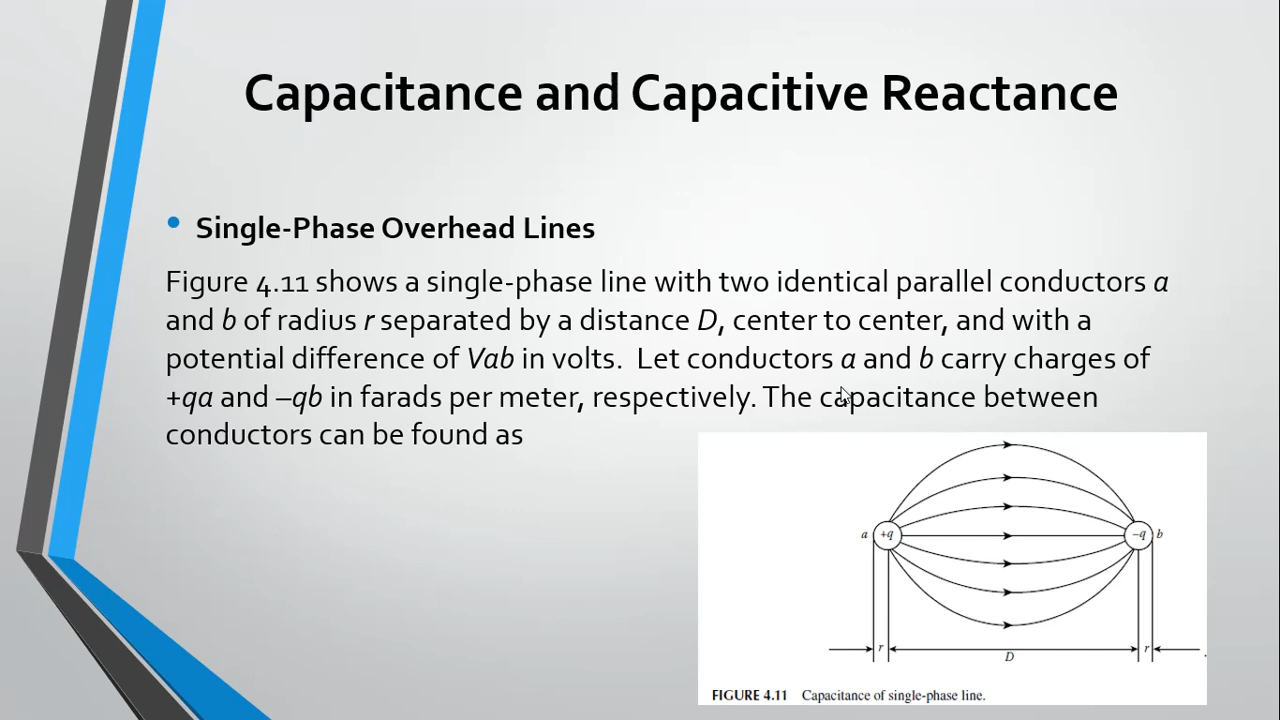 Capacitance and Capacitive Reactance
• Single-Phase Overhead Lines
Figure 4.11 shows a single-phase line with two identical parallel conductors a
and b of radius r separated by a distance D, center to center, and with a
potential difference of Vab in volts.  Let conductors a and b carry charges of
+qa and –qb in farads per meter, respectively. The capacitance between
conductors can be found as
a +q –q b
r D r
FIGURE 4.11 Capacitance of single-phase line.